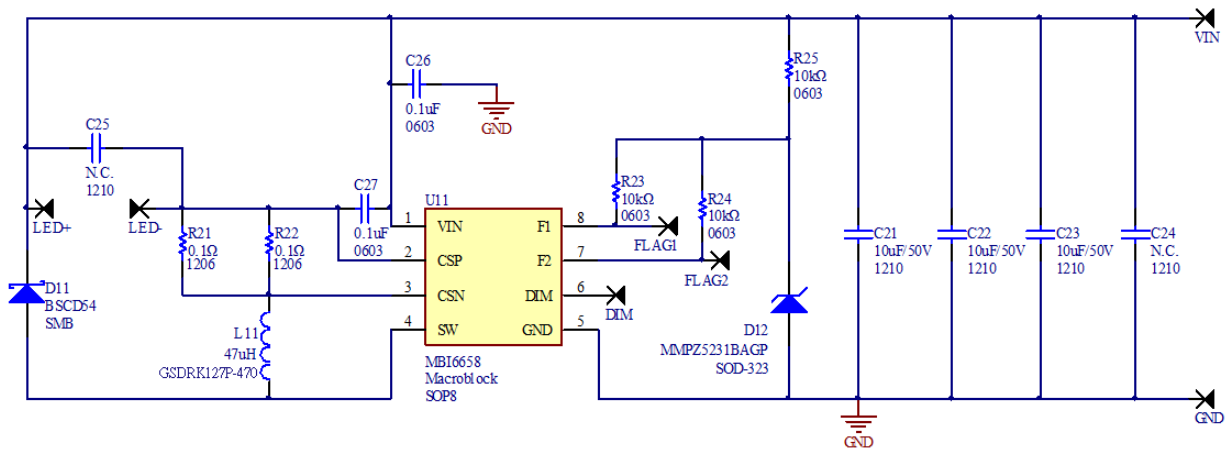 VIN
C26
0.1uF
0603
GND
R25
10kΩ
0603
C25
N.C.
1210
LED+
LED-
R21
0.1Ω
1206
R22
0.1Ω
1206
C27
0.1uF
0603
U11
1
VIN
F1
8
2
CSP
F2
7
3
CSN
DIM
6
4
SW
GND
5
MBI6658
Macroblock
SOP8
R23
10kΩ
0603
R24
10kΩ
0603
FLAG1
FLAG2
DIM
D11
BSCD54
SMB
L11
47uH
GSDRK127P-470
D12
MMPZ5231BAGP
SOD-323
C21
10uF/50V
1210
C22
10uF/50V
1210
C23
10uF/50V
1210
C24
N.C.
1210
GND
GND